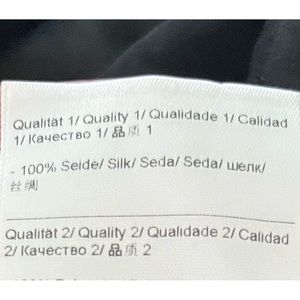 Qualität 1/ Quality 1/ Qualidade 1/ Calidad
1/ Качество 1/ 品质 1
- 100% Seide/ Silk/ Seda/ Seda/ шелк/
丝绸
Qualität 2/ Quality 2/ Qualidade 2/ Calidad
2/ Качество 2/ 品质 2